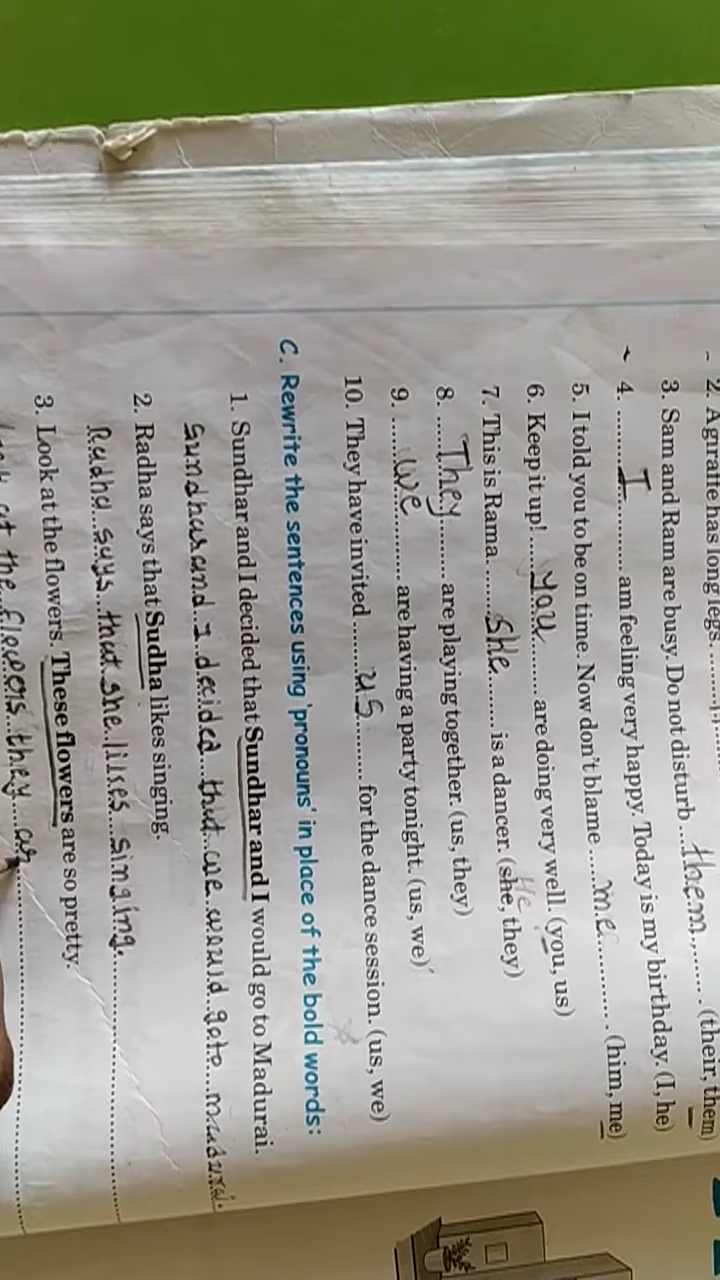 2. A giraffe has long legs.
3. Sam and Ram are busy. Do not disturb ...them........ (their, them)
4. ..........I.......... am feeling very happy. Today is my birthday. (I, he)
5. I told you to be on time. Now don't blame ......me........... (him, me)
6. Keep it up! .....You......... are doing very well. (you, us)
7. This is Rama. ......She......... is a dancer. (she, they) He
8. ......They......... are playing together. (us, they)
9. ......we............ are having a party tonight. (us, we)
10. They have invited .......us.......... for the dance session. (us, we)
C. Rewrite the sentences using 'pronouns' in place of the bold words:
1. Sundhar and I decided that Sundhar and I would go to Madurai.
Sundhar and I decided that we would go to madurai.
2. Radha says that Sudha likes singing.
Radha says that she likes singing.
3. Look at the flowers. These flowers are so pretty.
at the flowers they ar